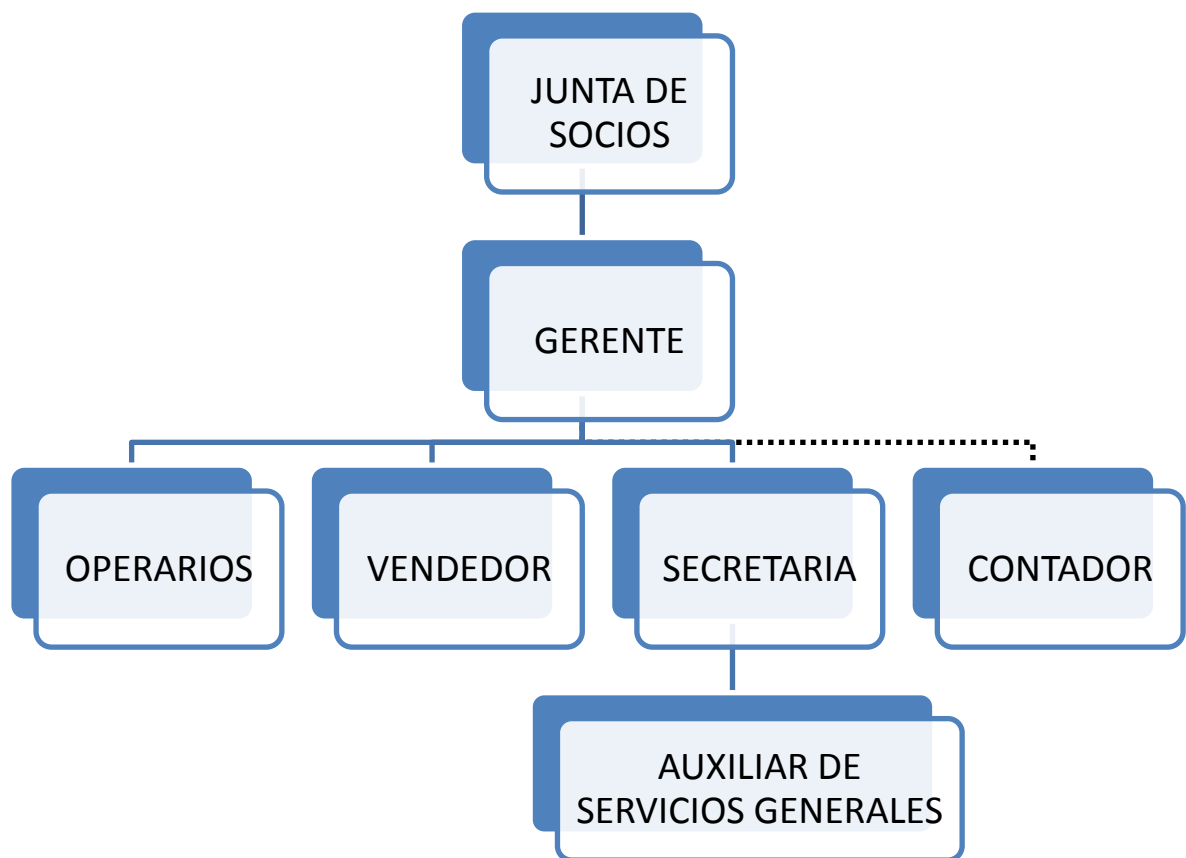 JUNTA DE
SOCIOS
GERENTE
OPERARIOS
VENDEDOR
SECRETARIA
CONTADOR
AUXILIAR DE
SERVICIOS GENERALES